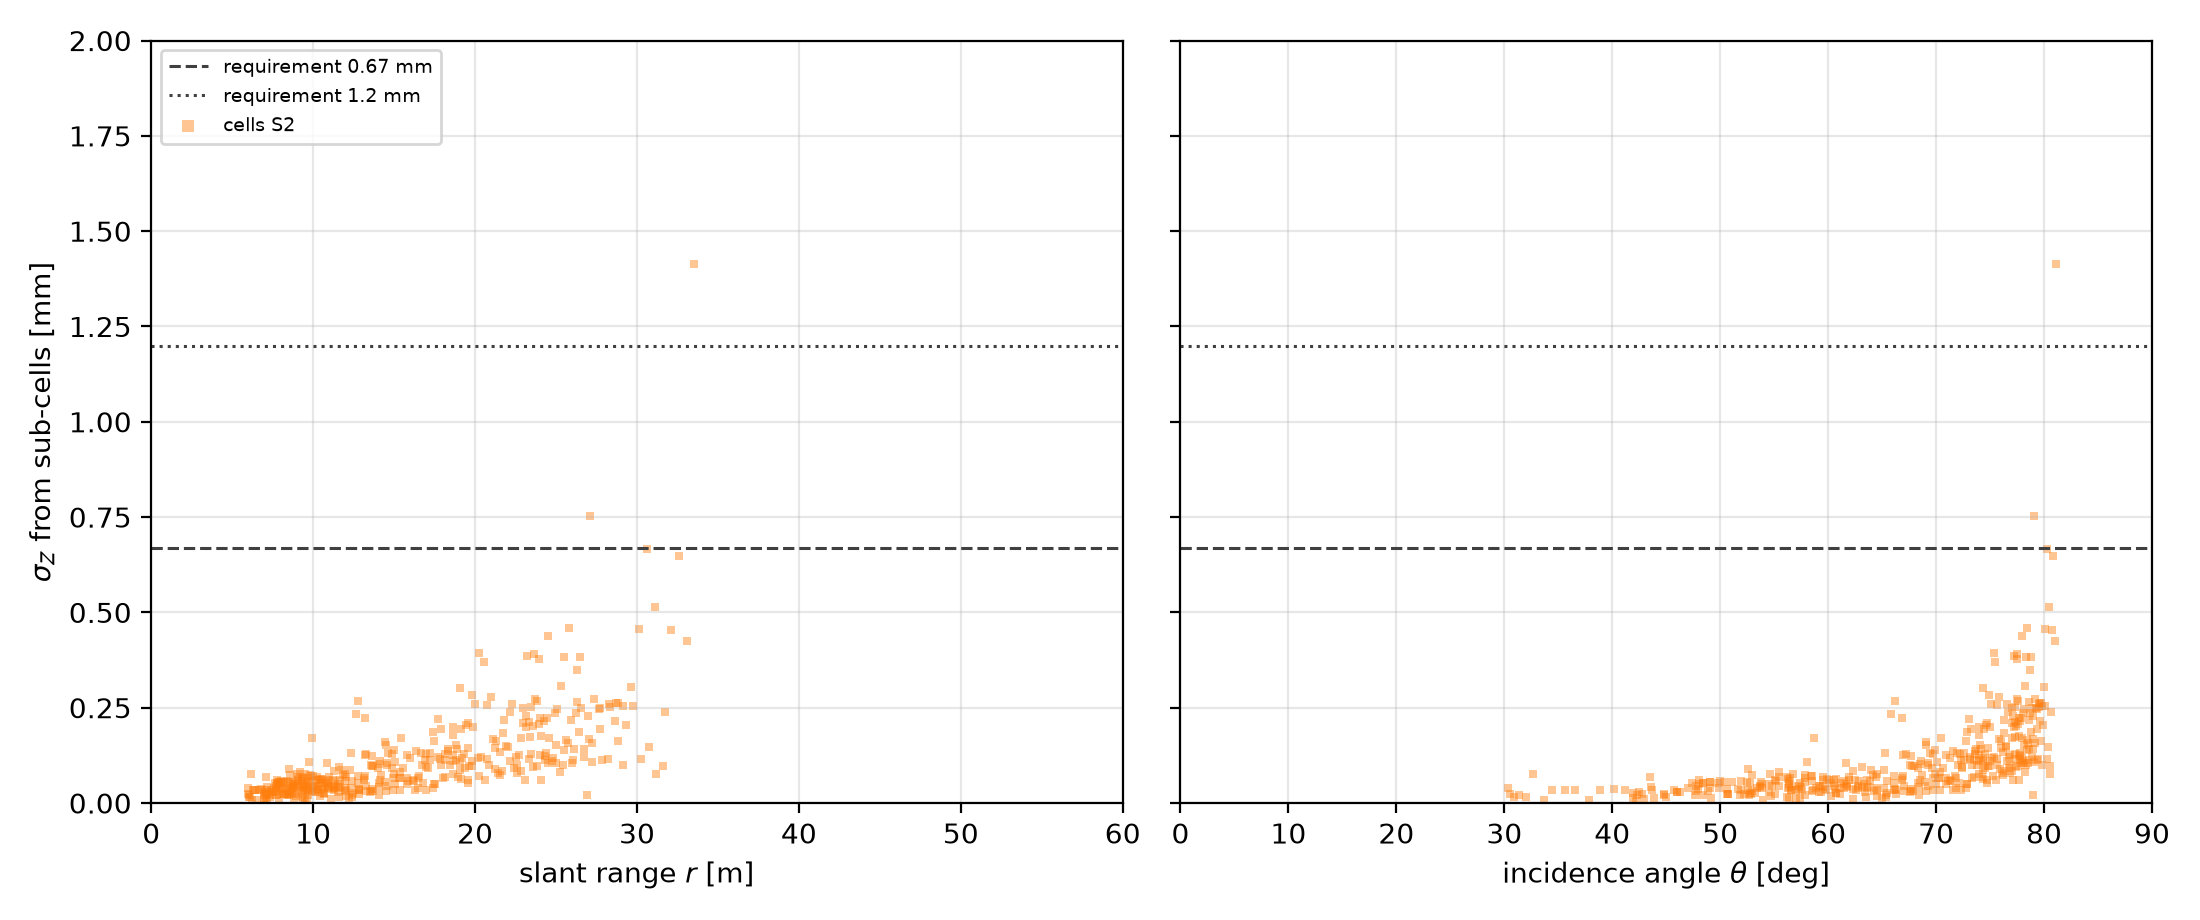 2.00
1.75
1.50
1.25
1.00
0.75
0.50
0.25
0.00
σZ from sub-cells [mm]
requirement 0.67 mm
requirement 1.2 mm
cells S2
0 10 20 30 40 50 60
slant range r [m]
0 10 20 30 40 50 60 70 80 90
incidence angle θ [deg]